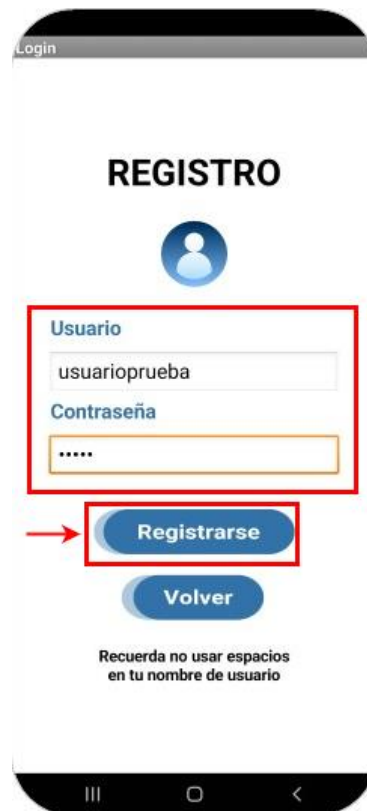 Login
REGISTRO
Usuario
usuarioprueba
Contraseña
•••••
Registrarse
Volver
Recuerda no usar espacios
en tu nombre de usuario